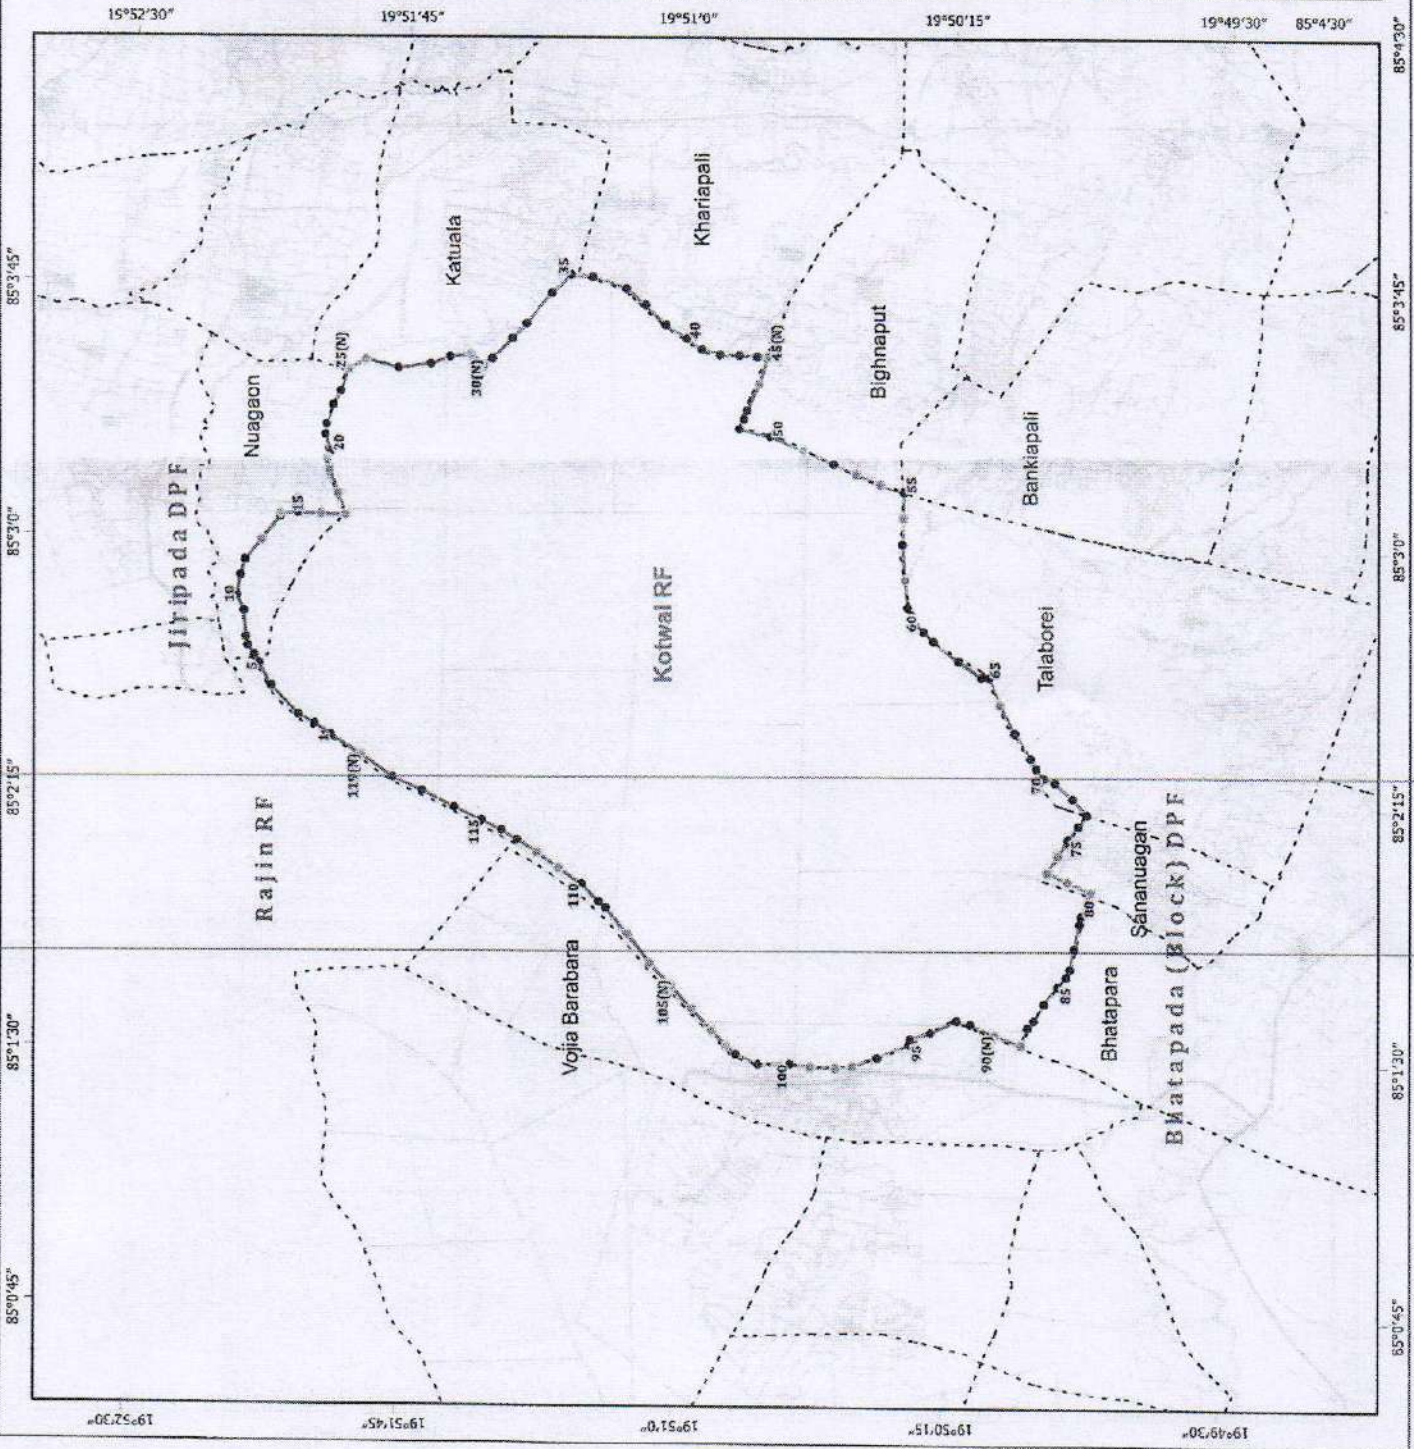 19°52'30"
19°51'45"
19°51'0"
19°50'15"
19°49'30"
85°4'30"
85°4'30"
85°3'45"
85°3'0"
85°2'15"
85°1'30"
85°0'45"
85°3'45"
85°3'0"
85°2'15"
85°1'30"
85°0'45"
19°52'30"
19°51'45"
19°51'0"
19°50'15"
19°49'30"
Jiripada DPF
Nuagaon
Katuala
Khariapali
Bighnaput
Bankiapali
Talaborei
Sananuagan
Bhatapada (Block) DPF
Bhatapara
Vojia Barabara
Rajin RF
Kotwal RF
1
5
10
15
20
25(N)
30(N)
35
40
45(N)
50
55
60
65
70
75
80
85
90(N)
95
100
105(N)
110
115
119(N)